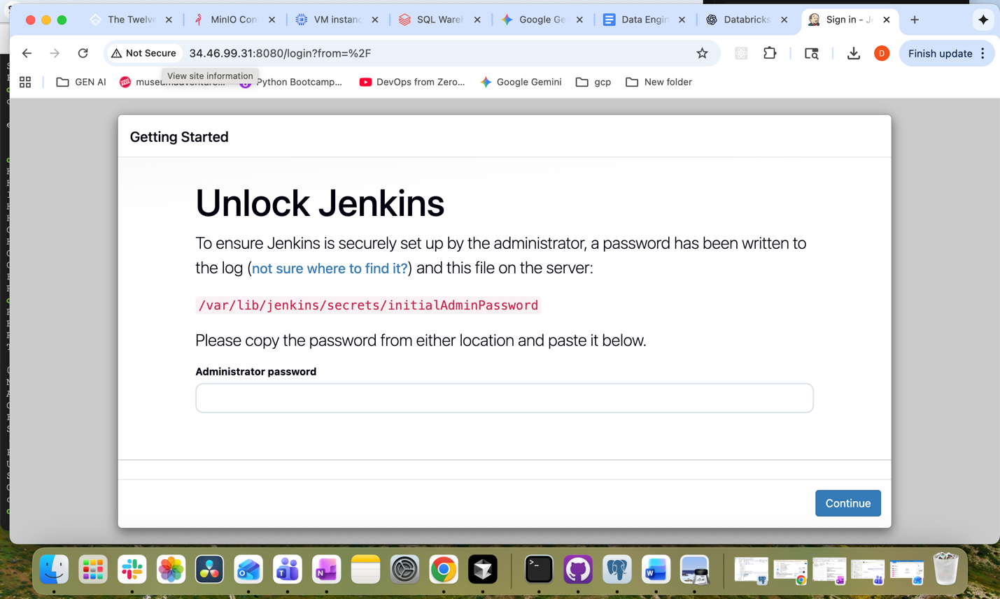 The Twelve
MinIO Con
VM instanc
SQL Wareh
Google Ge
Data Engin
Databricks
Sign in - Je
Not Secure
34.46.99.31:8080/login?from=%2F
D
Finish update
View site information
GEN AI
museumadventure...
Python Bootcamp...
DevOps from Zero...
Google Gemini
gcp
New folder
Getting Started
Unlock Jenkins
To ensure Jenkins is securely set up by the administrator, a password has been written to
the log (not sure where to find it?) and this file on the server:
/var/lib/jenkins/secrets/initialAdminPassword
Please copy the password from either location and paste it below.
Administrator password
Continue